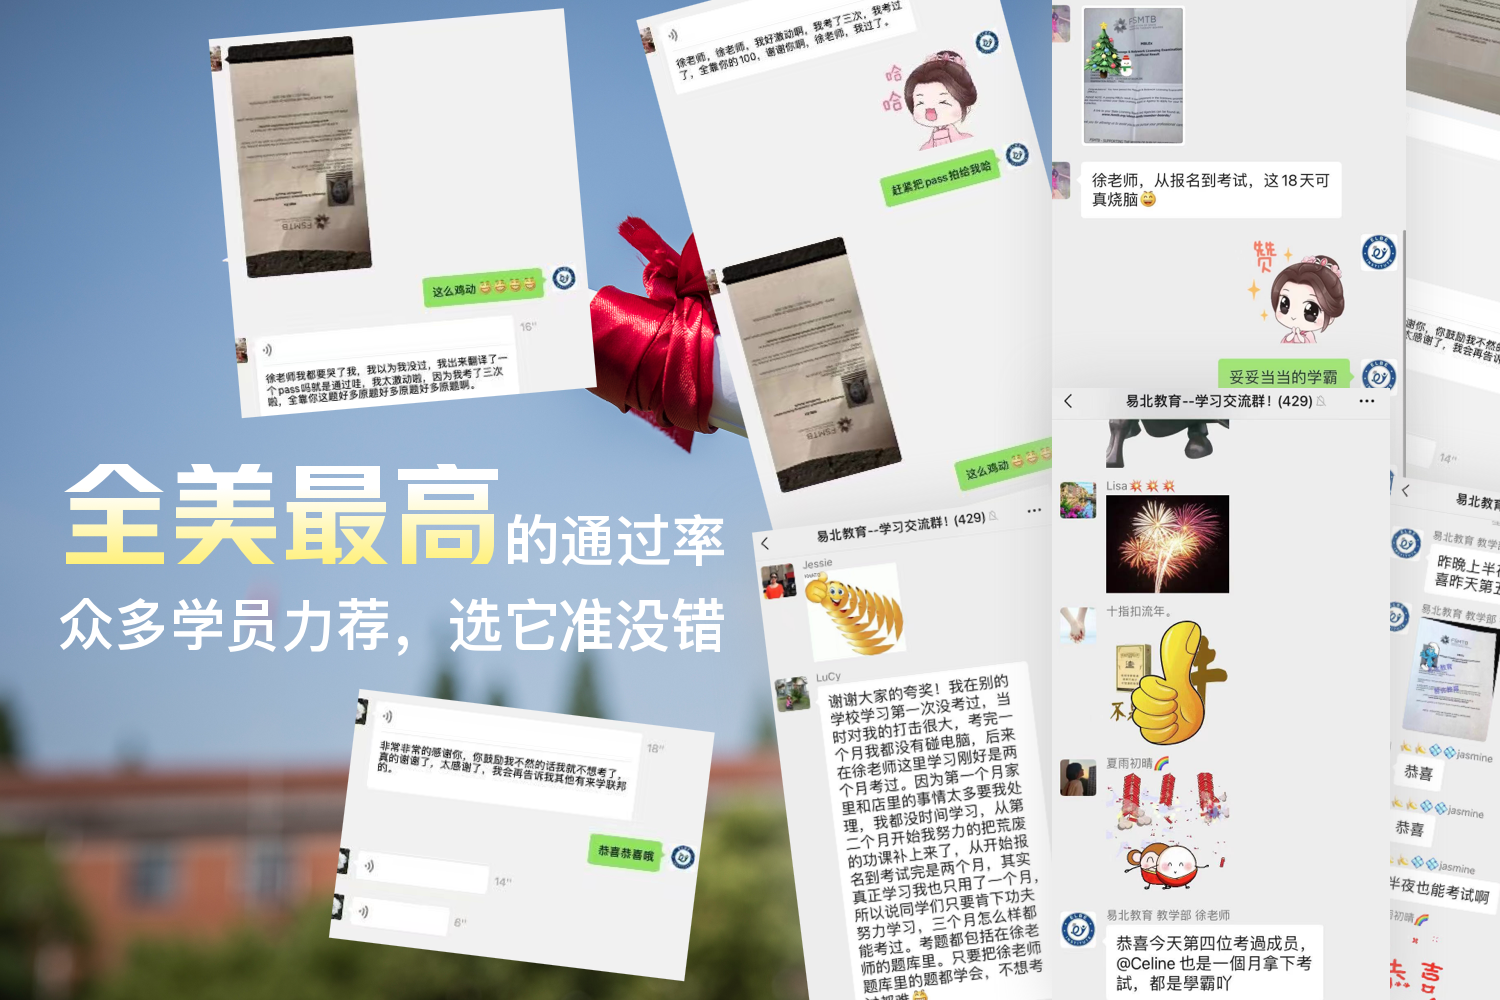 这么鸡动
16"
徐老师我都要哭了我，我以为我没过，我出来翻译了一
个pass吗就是通过哇，我太激动啦，因为我考了三次
啦，全靠你这题好多原题好多原题好多原题啊。
全美最高的通过率
众多学员力荐，选它准没错
18"
非常非常的感谢你，你鼓励我不然的话我就不想考了，
真的谢谢了，太感谢了，我会再告诉我其他有来学联邦
的。
恭喜恭喜哦
14"
6"
徐老师，徐老师，我好激动啊，我考了三次，我考过
了，全靠你的100，谢谢你啊，徐老师，我过了。
哈
哈
赶紧把pass拍给我哈
FSMTB
这么鸡动
易北教育--学习交流群！(429)
Jessie
LuCy
谢谢大家的夸奖！我在别的
学校学习第一次没考过，当
时对我的打击很大，考完一
个月我都没有碰电脑，后来
在徐老师这里学习刚好是两
个月考过。因为第一个月家
里和店里的事情太多要我处
理，我都没时间学习，从第
二个月开始我努力的把荒废
的功课补上来了，从开始报
名到考试完是两个月，其实
真正学习我也只用了一个月，
所以说同学们只要肯下功夫
努力学习，三个月怎么样都
能考过。考题都包括在徐老
师的题库里。只要把徐老师
题库里的题都学会，不想考
FSMTB
徐老师，从报名到考试，这18天可
真烧脑
赞
妥妥当当的学霸
易北教育--学习交流群！(429)
Lisa
十指扣流年。
夏雨初晴
易北教育 教学部 徐老师
恭喜今天第四位考過成员，
@Celine 也是一個月拿下考
試，都是學霸吖
谢你，你鼓励我不然的
太感谢了，我会再告诉
14"
易北教
易北教育 教学部
昨晚上半夜
喜昨天第五
易北教育 教学部
FSMTB
jasmine
恭喜
jasmine
恭喜
jasmine
半夜也能考试啊
雨初晴
恭喜